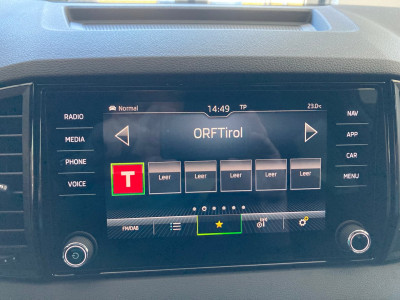 RADIO
MEDIA
PHONE
VOICE
Normal 14:49 TP 23.0c
ORFTirol
T Leer Leer Leer Leer Leer
FM/DAB
NAV
APP
CAR
MENU